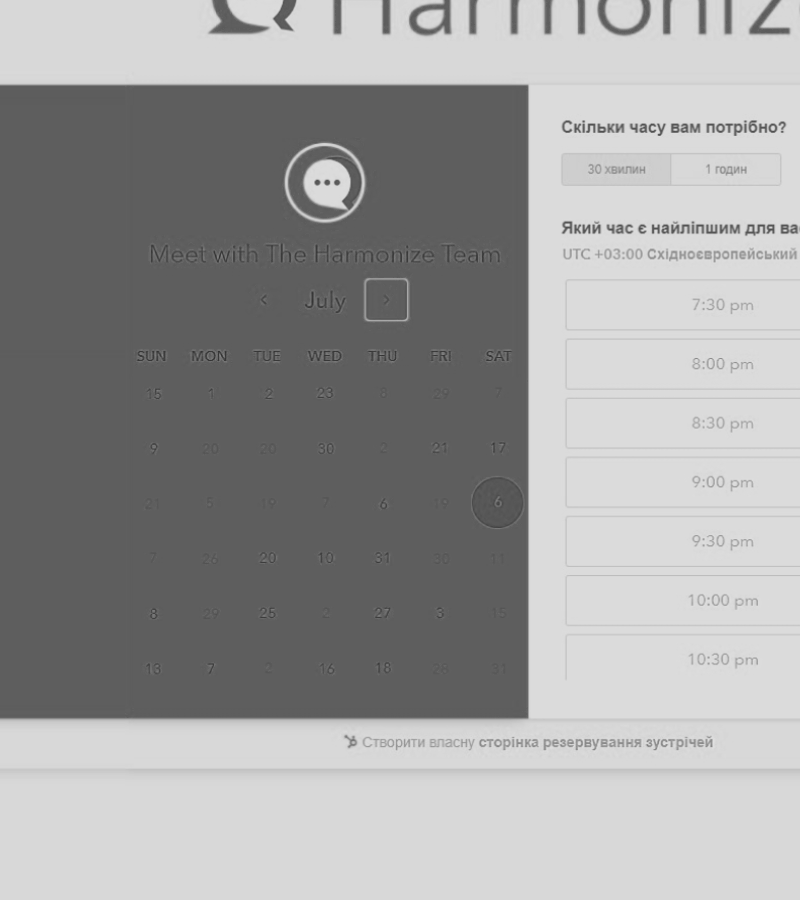 Harmoniz
Meet with The Harmonize Team
July
SUN MON TUE WED THU FRI SAT
15 1 2 23 8 29 7
9 20 20 30 2 21 17
21 5 19 7 6 19 6
7 26 20 10 31 30 11
8 29 25 2 27 3 15
13 7 2 16 18 28 31
Скільки часу вам потрібно?
30 хвилин 1 годин
Який час є найліпшим для ва
UTC +03:00 Східноєвропейський
7:30 pm
8:00 pm
8:30 pm
9:00 pm
9:30 pm
10:00 pm
10:30 pm
Створити власну сторінка резервування зустрічей